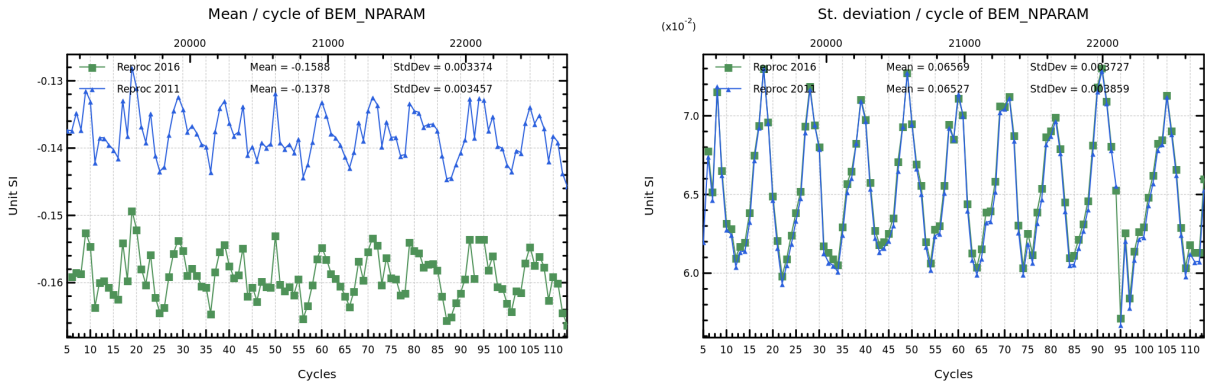 Mean / cycle of BEM_NPARAM
20000 21000 22000
Reproc 2016 Mean = -0.1588 StdDev = 0.003374
Reproc 2011 Mean = -0.1378 StdDev = 0.003457
-0.13
-0.14
-0.15
-0.16
Unit SI
5 10 15 20 25 30 35 40 45 50 55 60 65 70 75 80 85 90 95 100 105110
Cycles
St. deviation / cycle of BEM_NPARAM
(x10⁻²)
20000 21000 22000
Reproc 2016 Mean = 0.06569 StdDev = 0.003727
Reproc 2011 Mean = 0.06527 StdDev = 0.003859
7.0
6.5
6.0
Unit SI
5 10 15 20 25 30 35 40 45 50 55 60 65 70 75 80 85 90 95 100 105110
Cycles